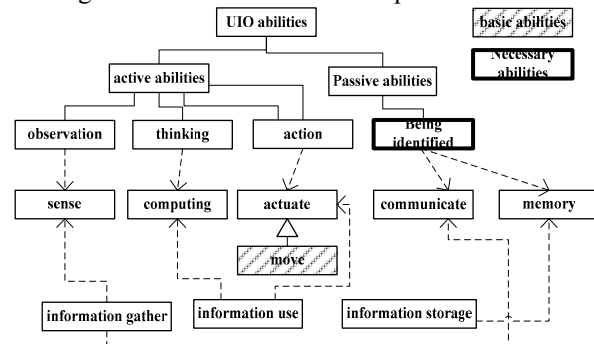 UIO abilities
basic abilities
active abilities
Passive abilities
Necessary
abilities
observation
thinking
action
Being
identified
sense
computing
actuate
communicate
memory
move
information gather
information use
information storage